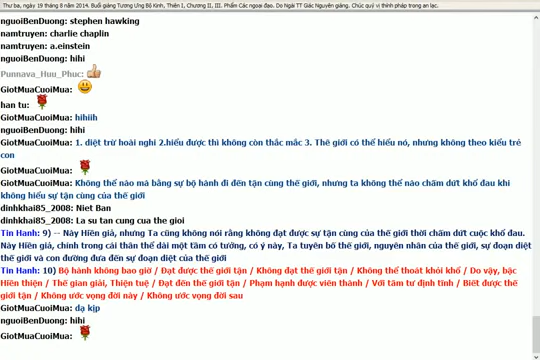 Thứ ba, ngày 19 tháng 8 năm 2014. Buổi giảng Tương Ưng Bộ Kinh, Thiên I, Chương II, III. Phẩm Các ngoại đạo. Do Ngài TT Giác Nguyên giảng. Chúc quý vị thính pháp trong an lạc.
nguoiBenDuong: stephen hawking
namtruyen: charlie chaplin
namtruyen: a.einstein
nguoiBenDuong: hihi
Punnava_Huu_Phuc:
GiotMuaCuoiMua:
han tu:
GiotMuaCuoiMua: hihiih
nguoiBenDuong: hihi
GiotMuaCuoiMua: 1. diệt trừ hoài nghi 2.hiểu được thì không còn thắc mắc 3. Thê giới có thể hiểu nó, nhưng không theo kiểu trẻ
con
GiotMuaCuoiMua:
GiotMuaCuoiMua: Không thể nào mà bằng sự bộ hành đi đến tận cùng thế giới, nhưng ta không thể nào chấm dứt khổ đau khi
không hiểu sự tận cùng của thế giới
dinhkhai85_2008: Niet Ban
dinhkhai85_2008: La su tan cung cua the gioi
Tin Hanh: 9) -- Này Hiền giả, nhưng Ta cũng không nói rằng không đạt được sự tận cùng của thế giới thời chấm dứt cuộc khổ đau.
Này Hiền giả, chính trong cái thân thể dài một tầm có tưởng, có ý này, Ta tuyên bố thế giới, nguyên nhân của thế giới, sự đoạn diệt
thế giới và con đường đưa đến sự đoạn diệt của thế giới
Tin Hanh: 10) Bộ hành không bao giờ / Đạt được thế giới tận / Không đạt thế giới tận / Không thể thoát khỏi khổ / Do vậy, bậc
Hiền thiện / Thế gian giải, Thiện tuệ / Đạt đến thế giới tận / Phạm hạnh được viên thành / Với tâm tư định tĩnh / Biết được thế
giới tận / Không ước vọng đời này / Không ước vọng đời sau
GiotMuaCuoiMua: dạ kịp
nguoiBenDuong: hihi
GiotMuaCuoiMua: